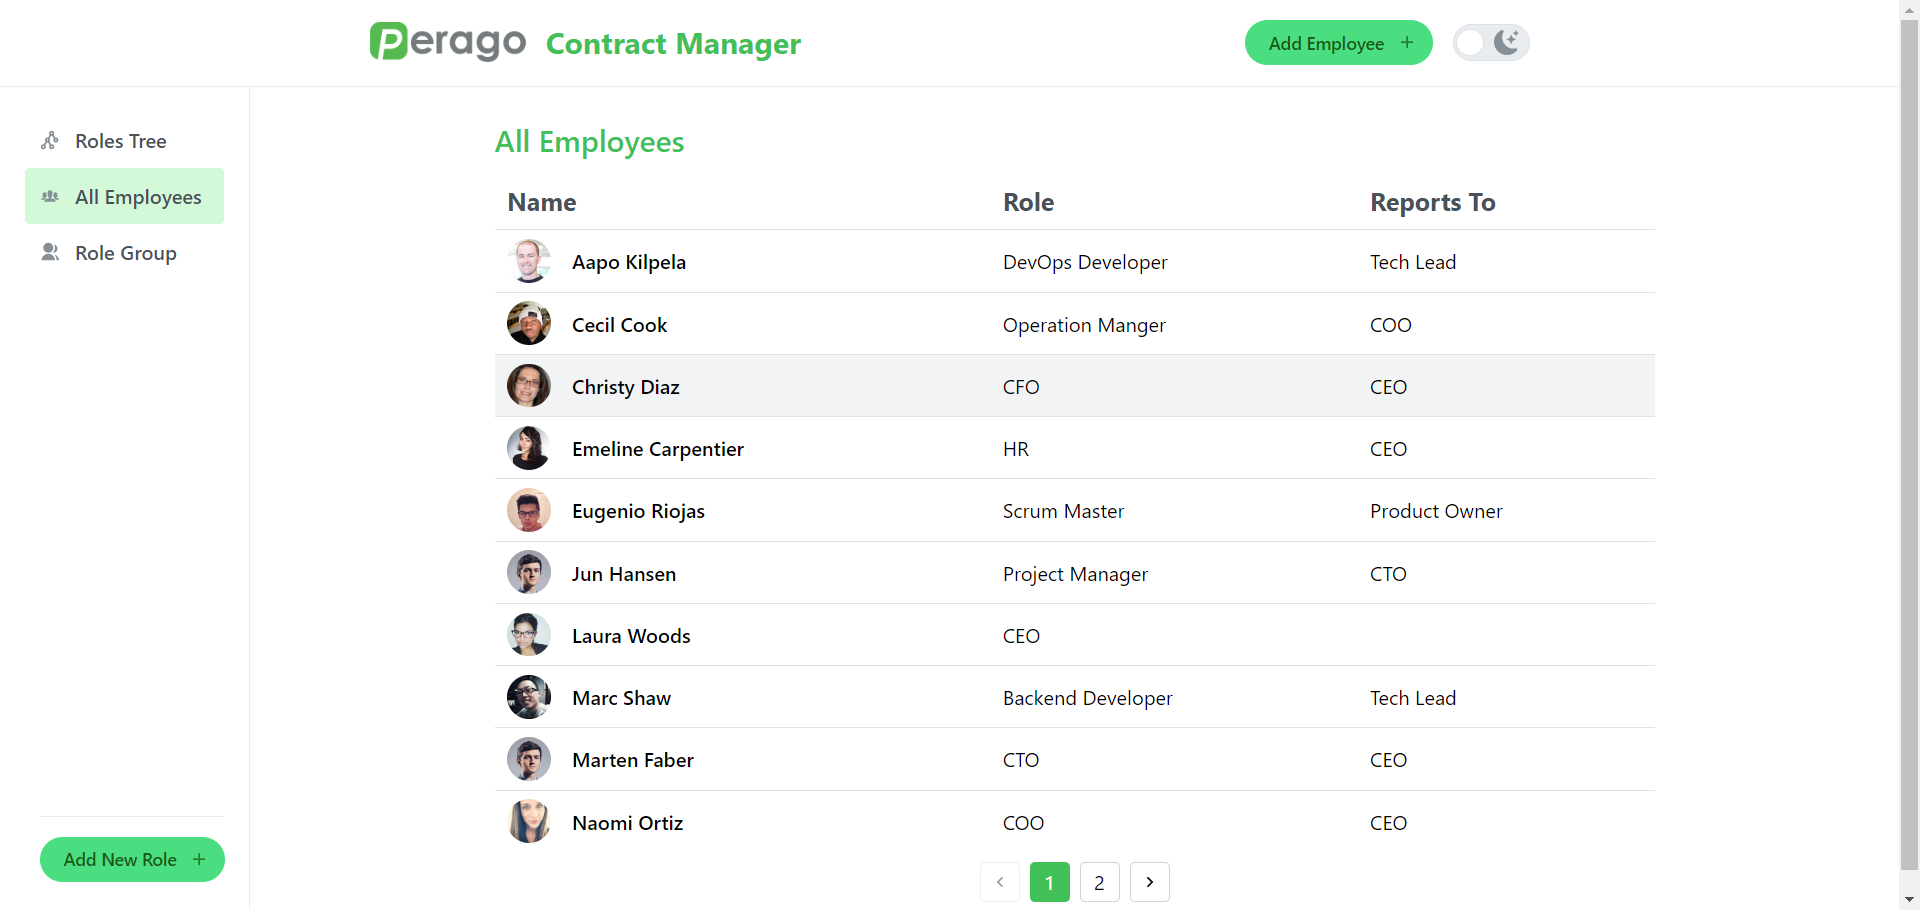 Perago Contract Manager Add Employee +
Roles Tree
All Employees
Role Group
Add New Role +
All Employees
Name Role Reports To
Aapo Kilpela DevOps Developer Tech Lead
Cecil Cook Operation Manger COO
Christy Diaz CFO CEO
Emeline Carpentier HR CEO
Eugenio Riojas Scrum Master Product Owner
Jun Hansen Project Manager CTO
Laura Woods CEO
Marc Shaw Backend Developer Tech Lead
Marten Faber CTO CEO
Naomi Ortiz COO CEO
1 2